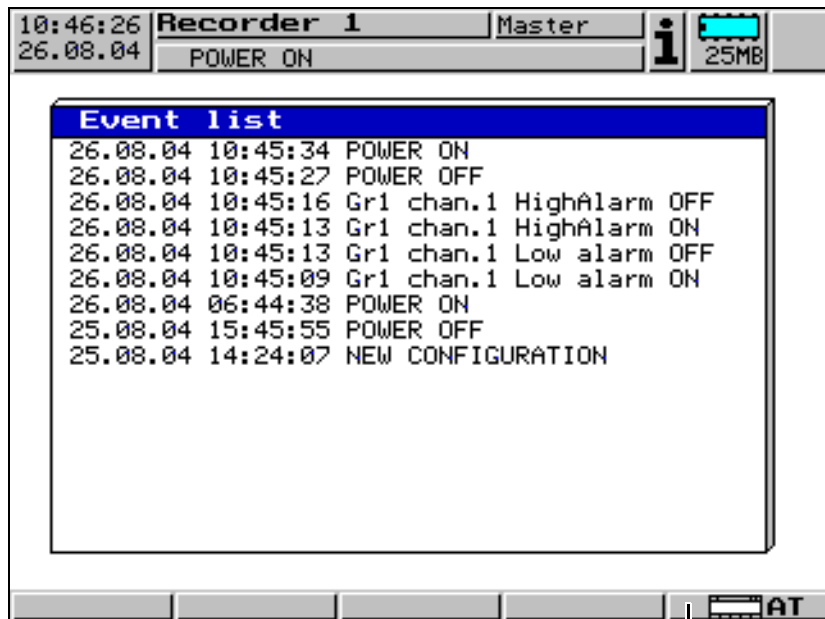 10:46:26 Recorder 1 Master i
26.08.04 POWER ON 25MB
Event list
26.08.04 10:45:34 POWER ON
26.08.04 10:45:27 POWER OFF
26.08.04 10:45:16 Gr1 chan.1 HighAlarm OFF
26.08.04 10:45:13 Gr1 chan.1 HighAlarm ON
26.08.04 10:45:13 Gr1 chan.1 Low alarm OFF
26.08.04 10:45:09 Gr1 chan.1 Low alarm ON
26.08.04 06:44:38 POWER ON
25.08.04 15:45:55 POWER OFF
25.08.04 14:24:07 NEW CONFIGURATION
AT